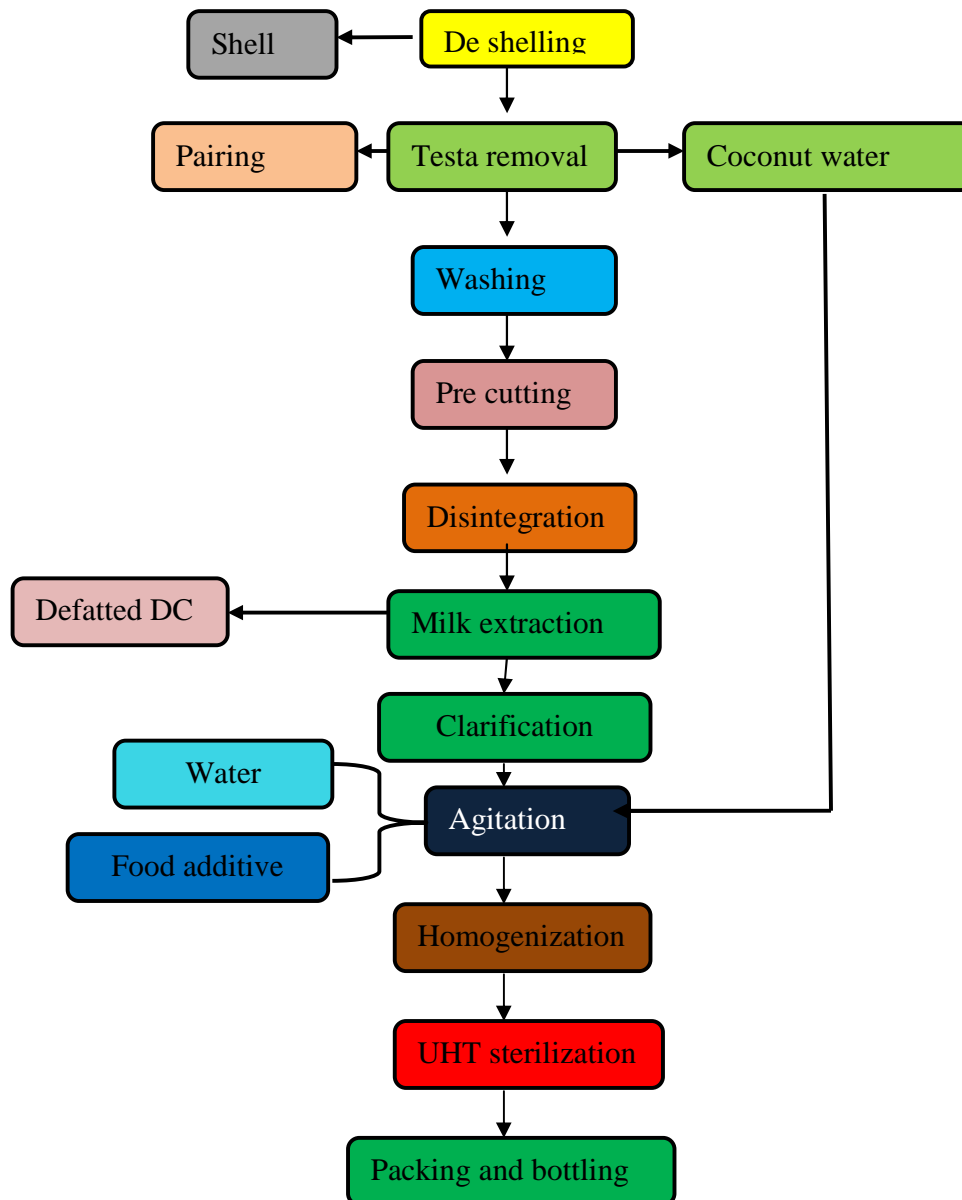 Shell
De shelling
Pairing
Testa removal
Coconut water
Washing
Pre cutting
Disintegration
Defatted DC
Milk extraction
Clarification
Water
Agitation
Food additive
Homogenization
UHT sterilization
Packing and bottling